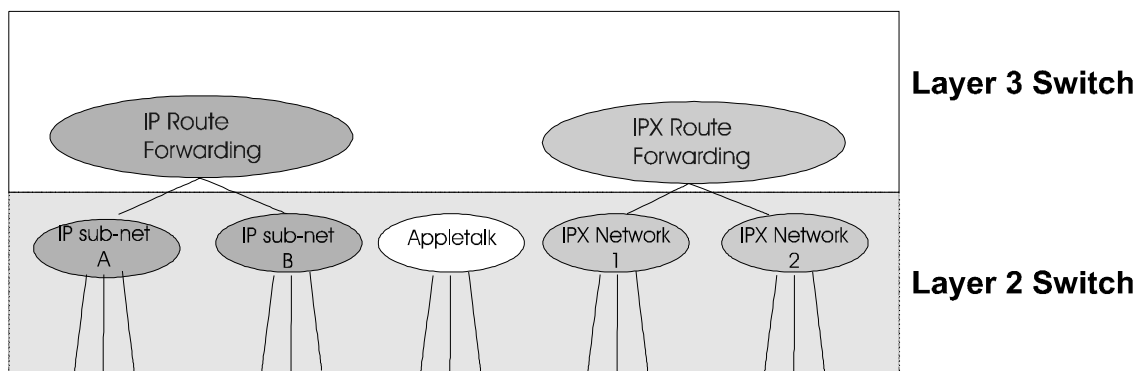 Layer 3 Switch
IP Route
Forwarding
IPX Route
Forwarding
IP sub-net
A
IP sub-net
B
Appletalk
IPX Network
1
IPX Network
2
Layer 2 Switch